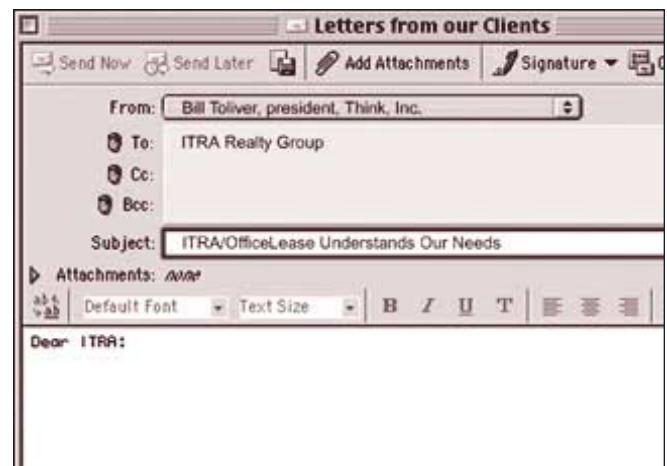 Letters from our Clients
Send Now Send Later Add Attachments Signature
From: Bill Toliver, president, Think, Inc.
To: ITRA Realty Group
Cc:
Bcc:
Subject: ITRA/OfficeLease Understands Our Needs
Attachments: none
Default Font Text Size B I U T
Dear ITRA: